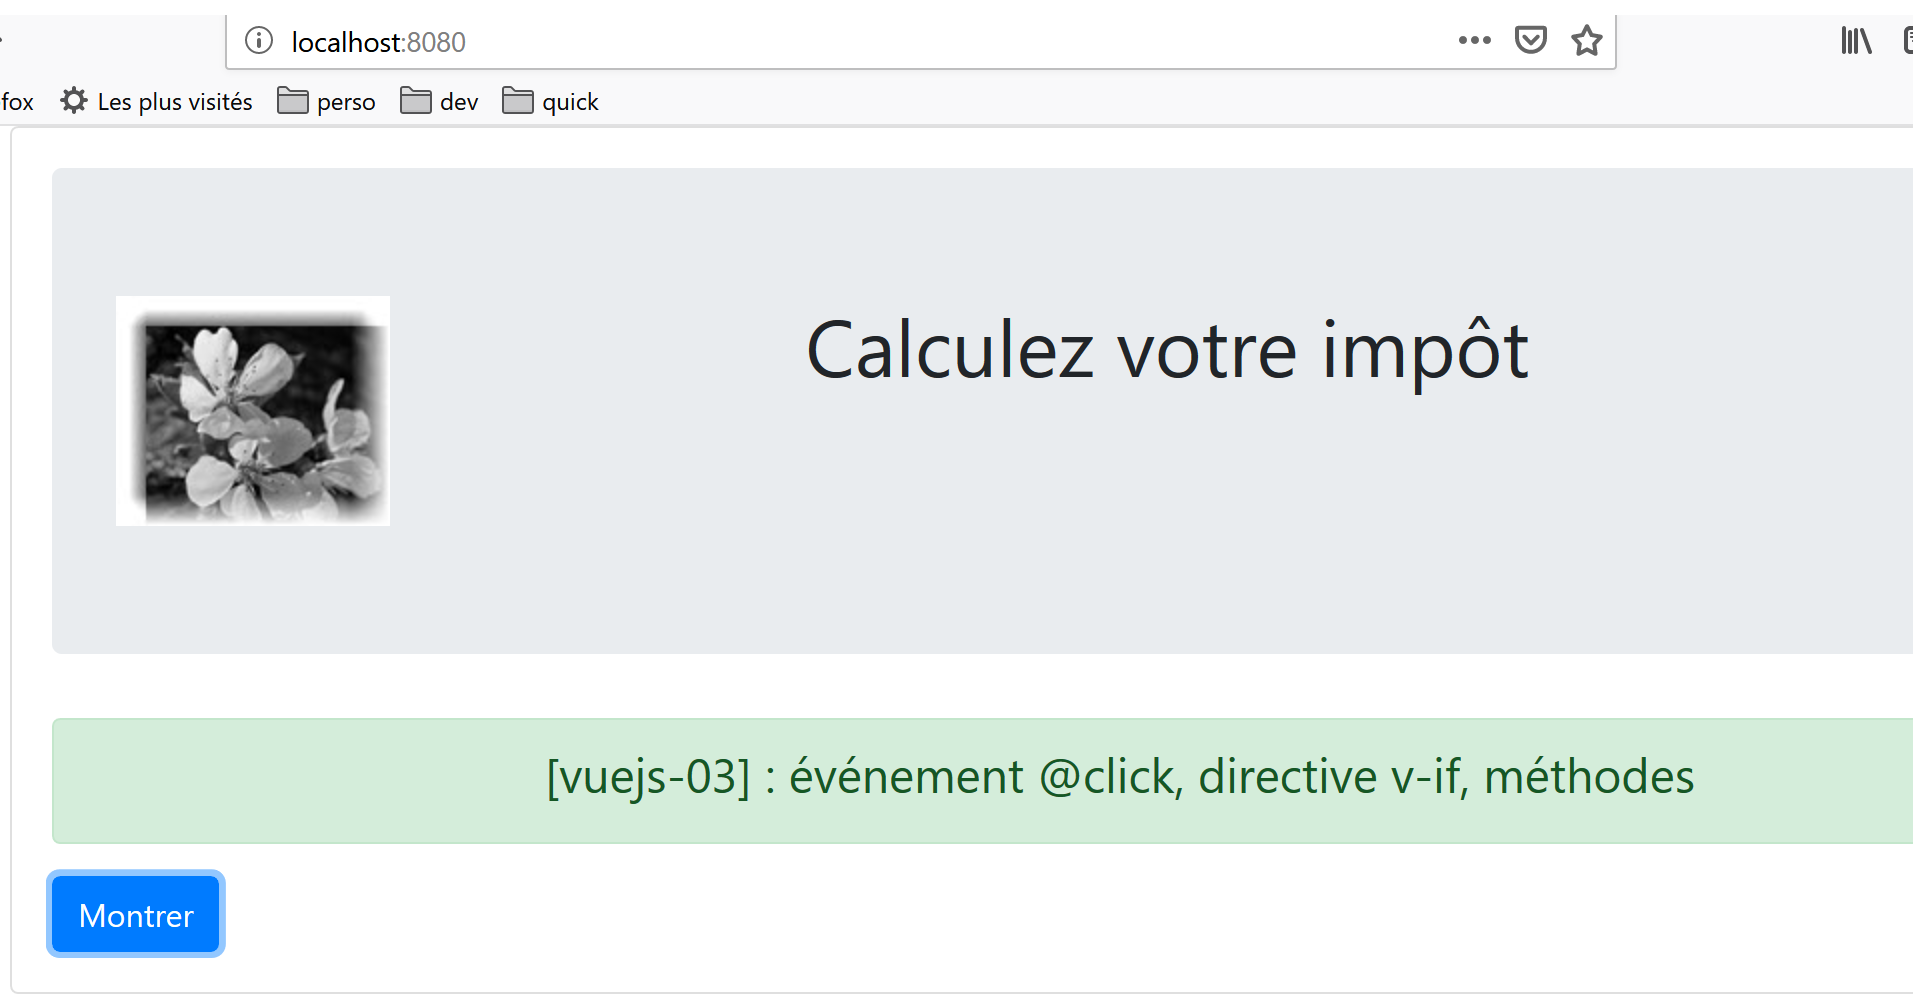 localhost:8080
fox Les plus visités perso dev quick
Calculez votre impôt
[vuejs-03] : événement @click, directive v-if, méthodes
Montrer